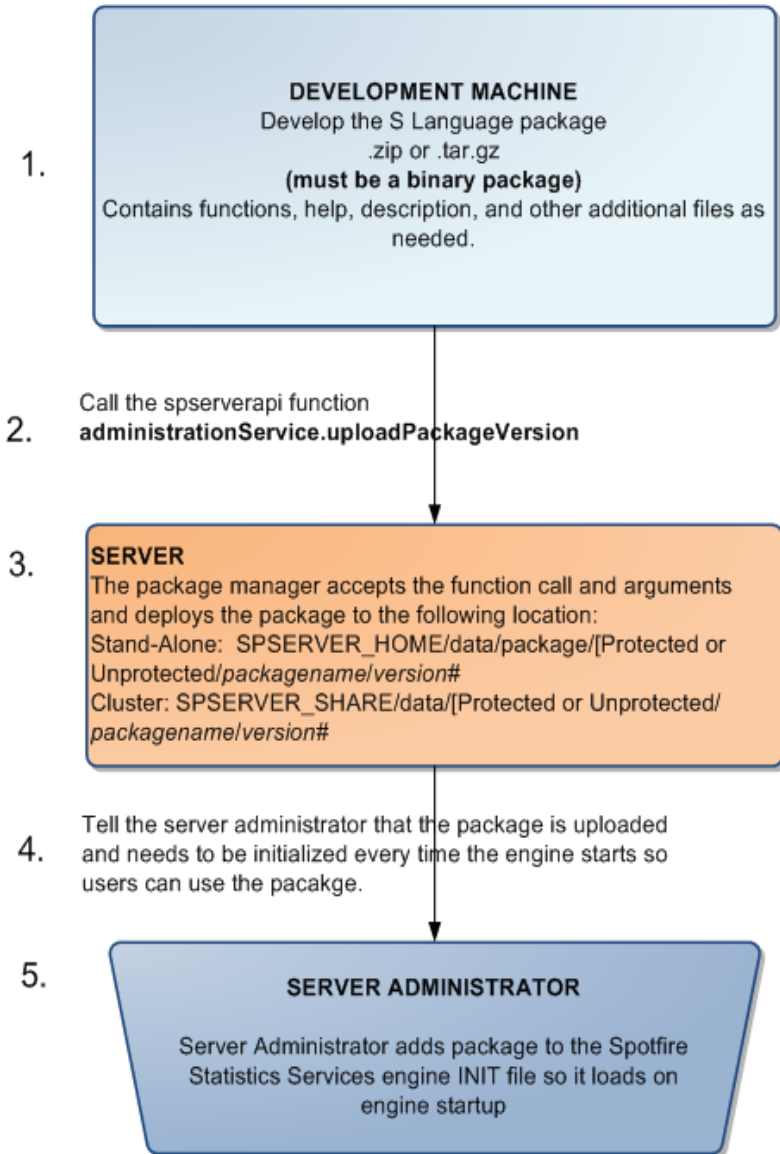 1.
DEVELOPMENT MACHINE
Develop the S Language package
.zip or .tar.gz
(must be a binary package)
Contains functions, help, description, and other additional files as
needed.
2.
Call the spserverapi function
administrationService.uploadPackageVersion
3.
SERVER
The package manager accepts the function call and arguments
and deploys the package to the following location:
Stand-Alone:  SPSERVER_HOME/data/package/[Protected or
Unprotected/packagename/version#
Cluster: SPSERVER_SHARE/data/[Protected or Unprotected/
packagename/version#
4.
Tell the server administrator that the package is uploaded
and needs to be initialized every time the engine starts so
users can use the pacakge.
5.
SERVER ADMINISTRATOR
Server Administrator adds package to the Spotfire
Statistics Services engine INIT file so it loads on
engine startup